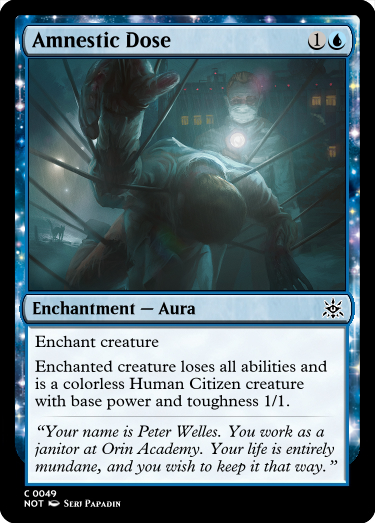 Amnestic Dose 1
Enchantment — Aura
Enchant creature
Enchanted creature loses all abilities and
is a colorless Human Citizen creature
with base power and toughness 1/1.
“Your name is Peter Welles. You work as a
janitor at Orin Academy. Your life is entirely
mundane, and you wish to keep it that way.”
C 0049
NOT • Seri Papadin